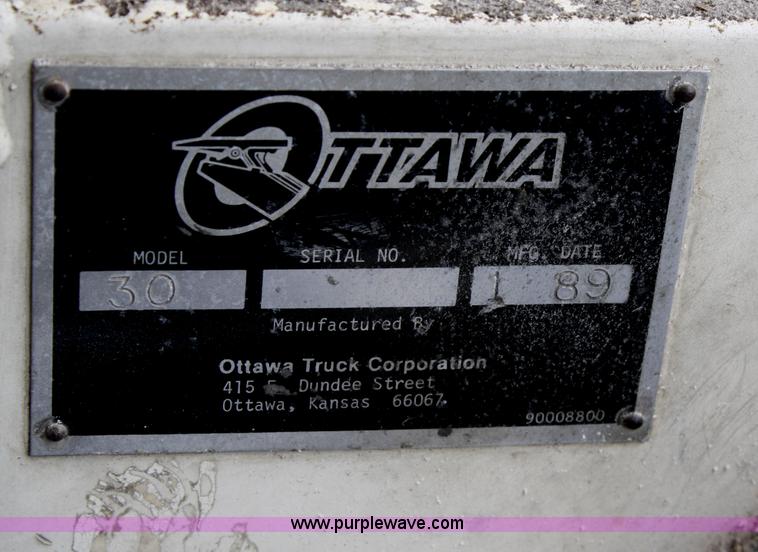 OTTAWA
MODEL SERIAL NO. MFG. DATE
30 1 89
Manufactured By
Ottawa Truck Corporation
415 E. Dundee Street
Ottawa, Kansas 66067
90008800
www.purplewave.com